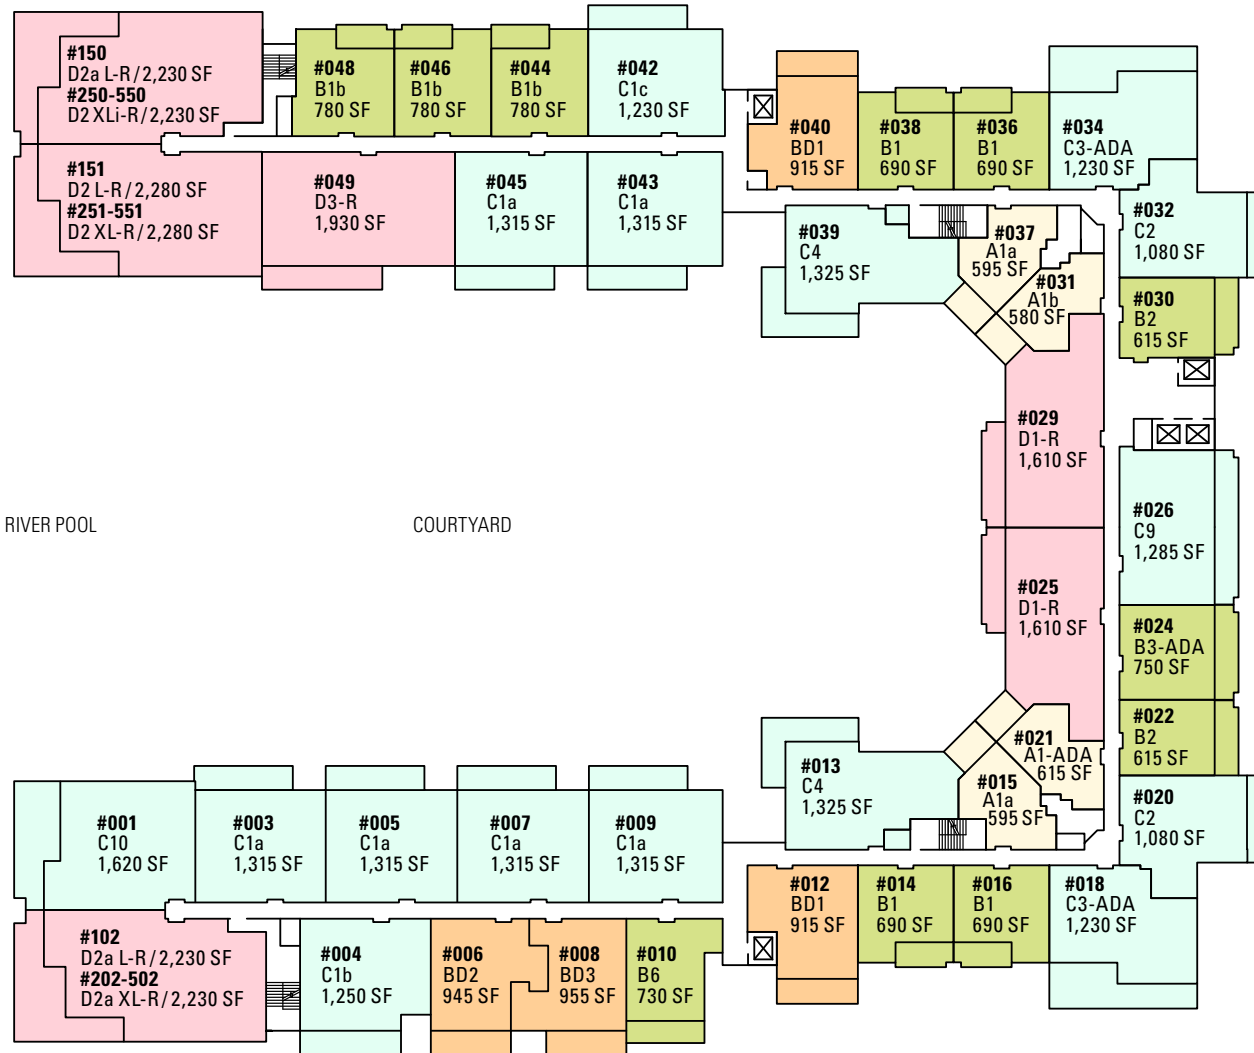 #150
D2a L-R/2,230 SF
#250-550
D2 XLi-R/2,230 SF
#048
B1b
780 SF
#046
B1b
780 SF
#044
B1b
780 SF
#042
C1c
1,230 SF
#040
BD1
915 SF
#038
B1
690 SF
#036
B1
690 SF
#034
C3-ADA
1,230 SF
#151
D2 L-R/2,280 SF
#251-551
D2 XL-R/2,280 SF
#049
D3-R
1,930 SF
#045
C1a
1,315 SF
#043
C1a
1,315 SF
#039
C4
1,325 SF
#037
A1a
595 SF
#031
A1b
580 SF
#032
C2
1,080 SF
#030
B2
615 SF
#029
D1-R
1,610 SF
RIVER POOL
COURTYARD
#026
C9
1,285 SF
#025
D1-R
1,610 SF
#024
B3-ADA
750 SF
#022
B2
615 SF
#021
A1-ADA
615 SF
#015
A1a
595 SF
#013
C4
1,325 SF
#020
C2
1,080 SF
#001
C10
1,620 SF
#003
C1a
1,315 SF
#005
C1a
1,315 SF
#007
C1a
1,315 SF
#009
C1a
1,315 SF
#012
BD1
915 SF
#014
B1
690 SF
#016
B1
690 SF
#018
C3-ADA
1,230 SF
#102
D2a L-R/2,230 SF
#202-502
D2a XL-R/2,230 SF
#004
C1b
1,250 SF
#006
BD2
945 SF
#008
BD3
955 SF
#010
B6
730 SF